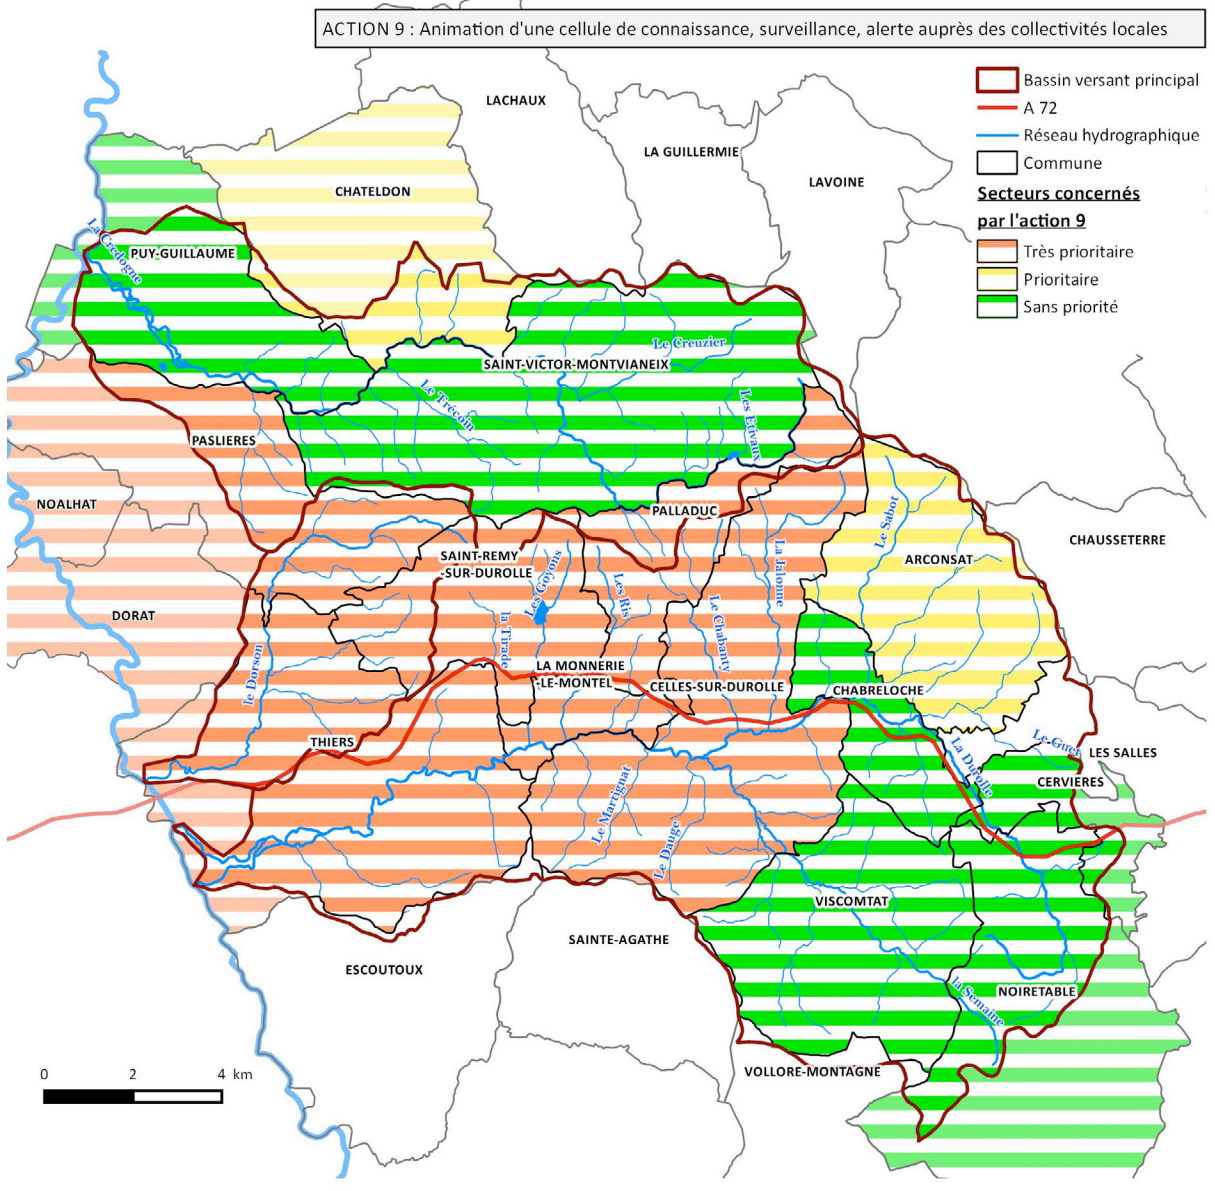 ACTION 9 : Animation d'une cellule de connaissance, surveillance, alerte auprès des collectivités locales
Bassin versant principal
A 72
Réseau hydrographique
Commune
Secteurs concernés
par l'action 9
Très prioritaire
Prioritaire
Sans priorité
LACHAUX
LA GUILLERMIE
LAVOINE
CHATELDON
La Credogne
PUY-GUILLAUME
Le Creuzier
SAINT-VICTOR-MONTVIANEIX
Le Trécoin
Les Etivaux
PASLIERES
NOALHAT
PALLADUC
Le Sabot
CHAUSSETERRE
ARCONSAT
SAINT-REMY
-SUR-DUROLLE
Les Goyons
Les Ris
La Jalonne
Le Chabanty
la Tirade
DORAT
le Dorson
LA MONNERIE
-LE-MONTEL
CELLES-SUR-DUROLLE
CHABRELOCHE
THIERS
Le Guet
LES SALLES
La Durolle
CERVIERES
Le Martignat
Le Dauge
VISCOMTAT
SAINTE-AGATHE
ESCOUTOUX
la Semaine
NOIRETABLE
VOLLORE-MONTAGNE
0 2 4 km